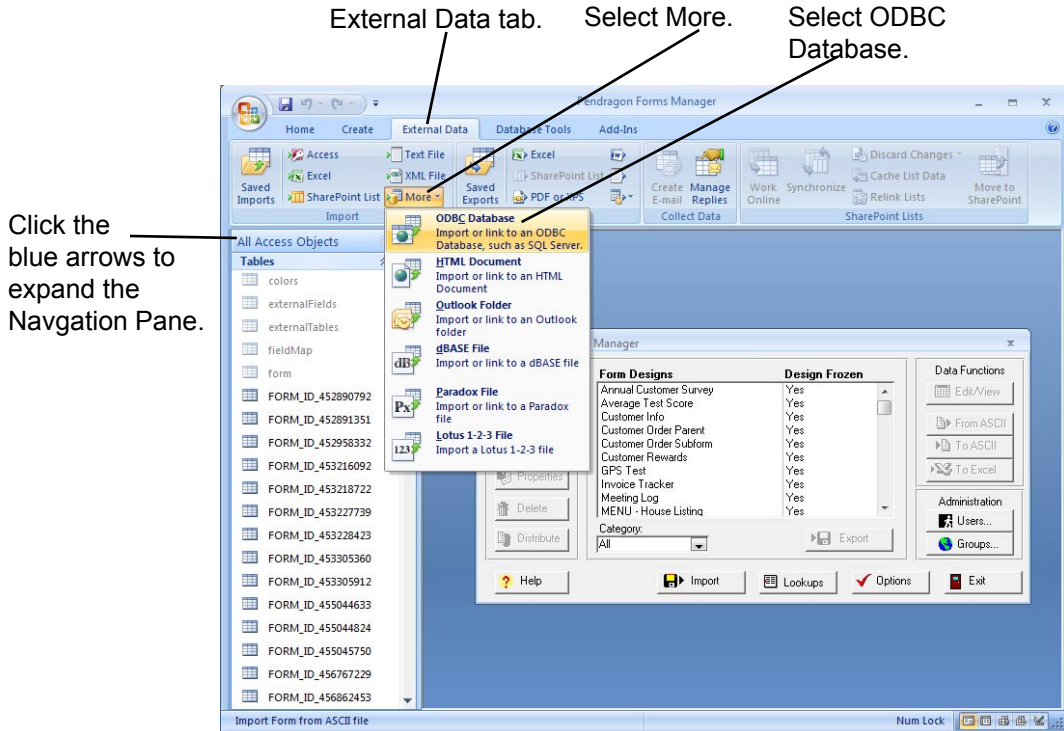 External Data tab.
Select More.
Select ODBC
Database.
Click the
blue arrows to
expand the
Navgation Pane.
Pendragon Forms Manager
Home Create External Data Database Tools Add-Ins
Saved
Imports
Access
Excel
SharePoint List
Text File
XML File
More
Import
Saved
Exports
Excel
SharePoint List
PDF or XPS
Create
E-mail
Manage
Replies
Collect Data
Work
Online
Synchronize
Discard Changes
Cache List Data
Relink Lists
Move to
SharePoint
SharePoint Lists
ODBC Database
Import or link to an ODBC
Database, such as SQL Server.
HTML Document
Import or link to an HTML
Document
Outlook Folder
Import or link to an Outlook
folder
dBASE File
Import or link to a dBASE file
dB
Paradox File
Import or link to a Paradox
file
Px
Lotus 1-2-3 File
Import a Lotus 1-2-3 file
123
All Access Objects
Tables
colors
externalFields
externalTables
fieldMap
form
FORM_ID_452890792
FORM_ID_452891351
FORM_ID_452958332
FORM_ID_453216092
FORM_ID_453218722
FORM_ID_453227739
FORM_ID_453228423
FORM_ID_453305360
FORM_ID_453305912
FORM_ID_455044633
FORM_ID_455044824
FORM_ID_455045750
FORM_ID_456767229
FORM_ID_456862453
Manager
Form Designs Design Frozen
Annual Customer Survey Yes
Average Test Score Yes
Customer Info Yes
Customer Order Parent Yes
Customer Order Subform Yes
Customer Rewards Yes
GPS Test Yes
Invoice Tracker Yes
Meeting Log Yes
MENU - House Listing Yes
Properties
Delete
Distribute
Category:
All
Export
Data Functions
Edit/View
From ASCII
To ASCII
To Excel
Administration
Users...
Groups...
Help
Import
Lookups
Options
Exit
Import Form from ASCII file
Num Lock